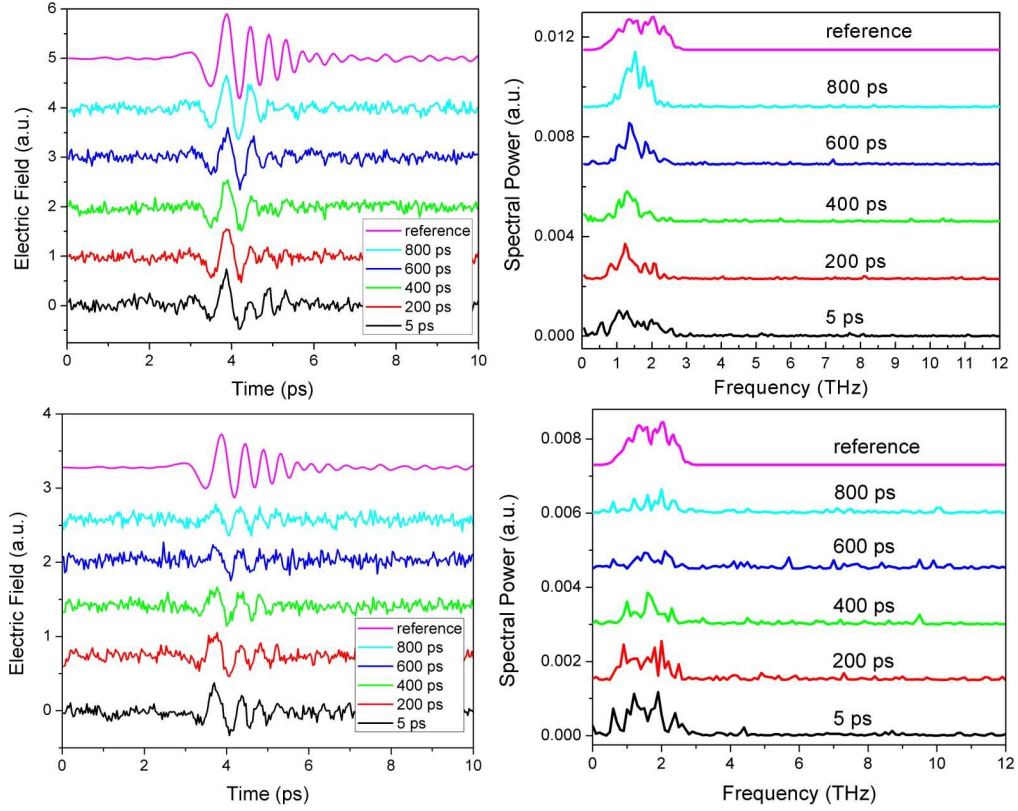 6
5
4
3
2
1
0
Electric Field (a.u.)
reference
800 ps
600 ps
400 ps
200 ps
5 ps
0 2 4 6 8 10
Time (ps)
0.012
0.008
0.004
0.000
Spectral Power (a.u.)
reference
800 ps
600 ps
400 ps
200 ps
5 ps
0 1 2 3 4 5 6 7 8 9 10 11 12
Frequency (THz)
4
3
2
1
0
Electric Field (a.u.)
reference
800 ps
600 ps
400 ps
200 ps
5 ps
0 2 4 6 8 10
Time (ps)
0.008
0.006
0.004
0.002
0.000
Spectral Power (a.u.)
reference
800 ps
600 ps
400 ps
200 ps
5 ps
0 2 4 6 8 10 12
Frequency (THz)